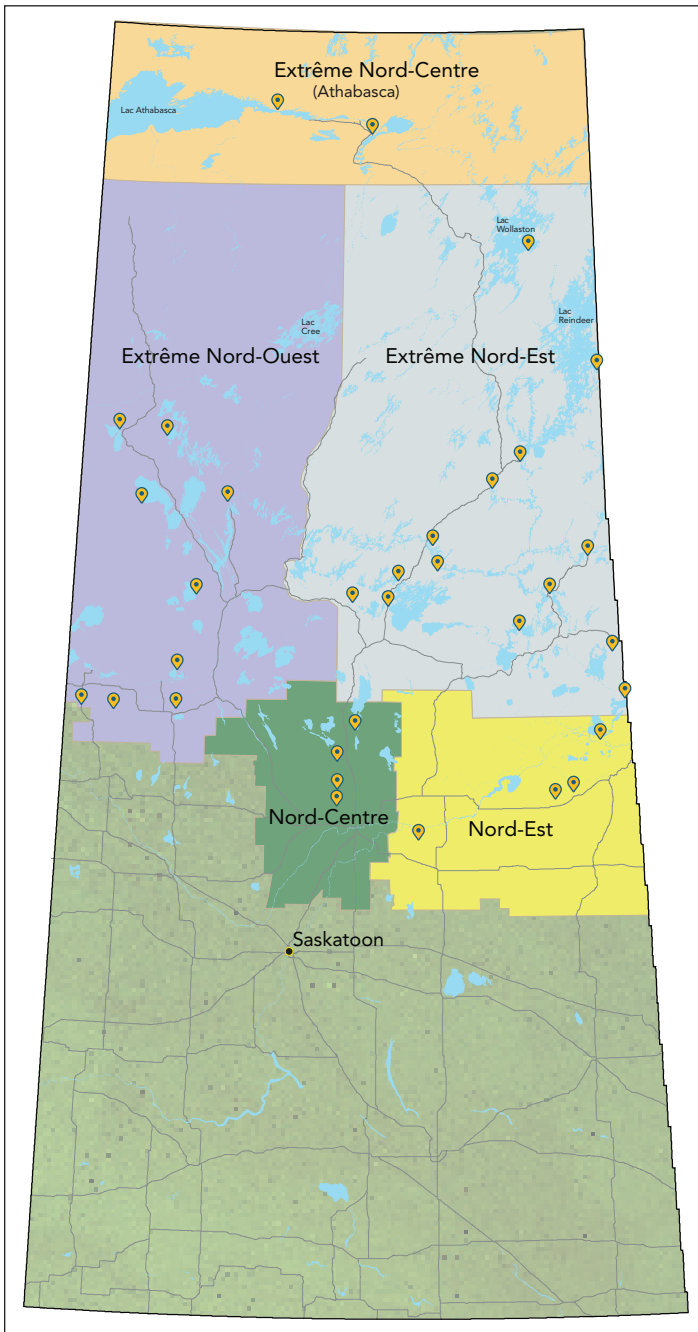 Extrême Nord-Centre
(Athabasca)
Lac Athabasca
Lac
Wollaston
Lac
Reindeer
Lac
Cree
Extrême Nord-Ouest
Extrême Nord-Est
Nord-Centre
Nord-Est
Saskatoon